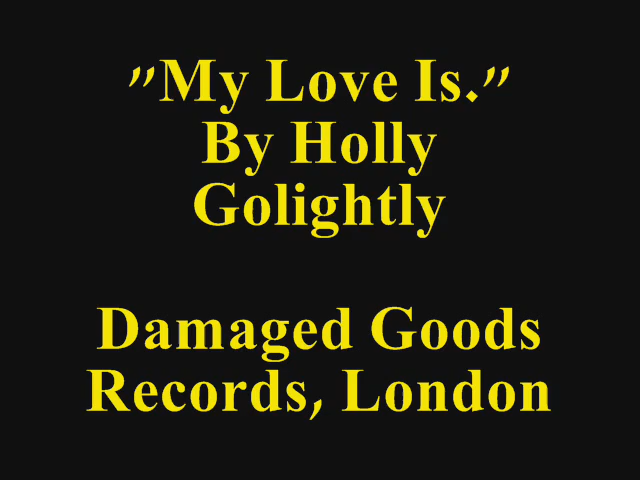 "My Love Is."
By Holly
Golightly
Damaged Goods
Records, London